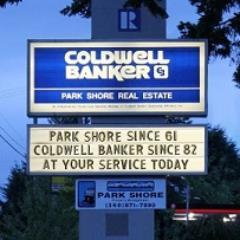 R
COLDWELL
BANKER CB
PARK SHORE REAL ESTATE
PARK SHORE SINCE 61
COLDWELL BANKER SINCE 82
AT YOUR SERVICE TODAY
PARK SHORE